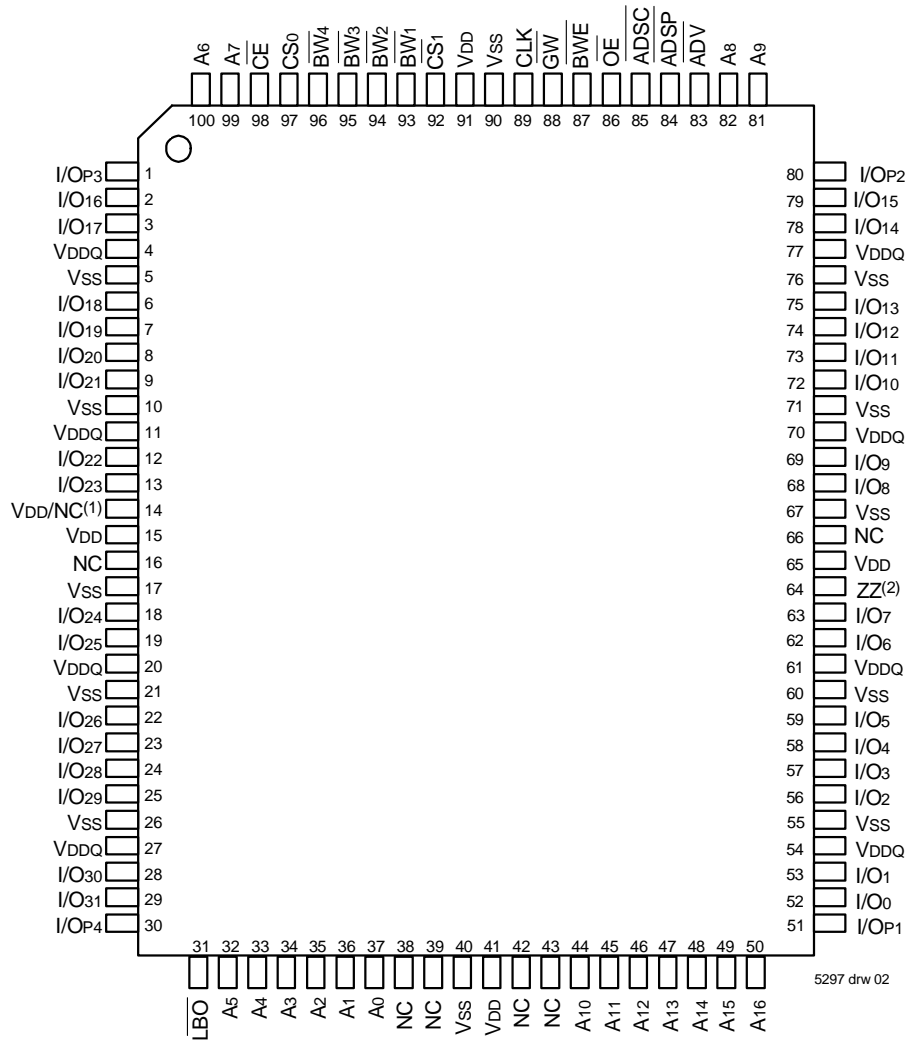 A6
A7
CE
CS0
BW4
BW3
BW2
BW1
CS1
VDD
VSS
CLK
GW
BWE
OE
ADSC
ADSP
ADV
A8
A9
100 99 98 97 96 95 94 93 92 91 90 89 88 87 86 85 84 83 82 81
I/OP3 1
I/O16 2
I/O17 3
VDDQ 4
VSS 5
I/O18 6
I/O19 7
I/O20 8
I/O21 9
VSS 10
VDDQ 11
I/O22 12
I/O23 13
VDD/NC(1) 14
VDD 15
NC 16
VSS 17
I/O24 18
I/O25 19
VDDQ 20
VSS 21
I/O26 22
I/O27 23
I/O28 24
I/O29 25
VSS 26
VDDQ 27
I/O30 28
I/O31 29
I/OP4 30
80 I/OP2
79 I/O15
78 I/O14
77 VDDQ
76 VSS
75 I/O13
74 I/O12
73 I/O11
72 I/O10
71 VSS
70 VDDQ
69 I/O9
68 I/O8
67 VSS
66 NC
65 VDD
64 ZZ(2)
63 I/O7
62 I/O6
61 VDDQ
60 VSS
59 I/O5
58 I/O4
57 I/O3
56 I/O2
55 VSS
54 VDDQ
53 I/O1
52 I/O0
51 I/OP1
31 32 33 34 35 36 37 38 39 40 41 42 43 44 45 46 47 48 49 50
LBO
A5
A4
A3
A2
A1
A0
NC
NC
VSS
VDD
NC
NC
A10
A11
A12
A13
A14
A15
A16
5297 drw 02